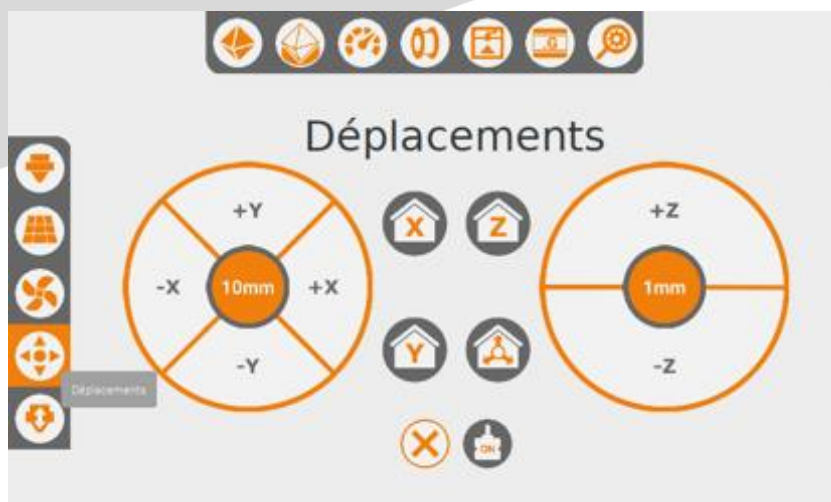 G
Déplacements
+Y
-X
10mm
+X
-Y
X
Z
Y
+Z
1mm
-Z
Déplacements
ON